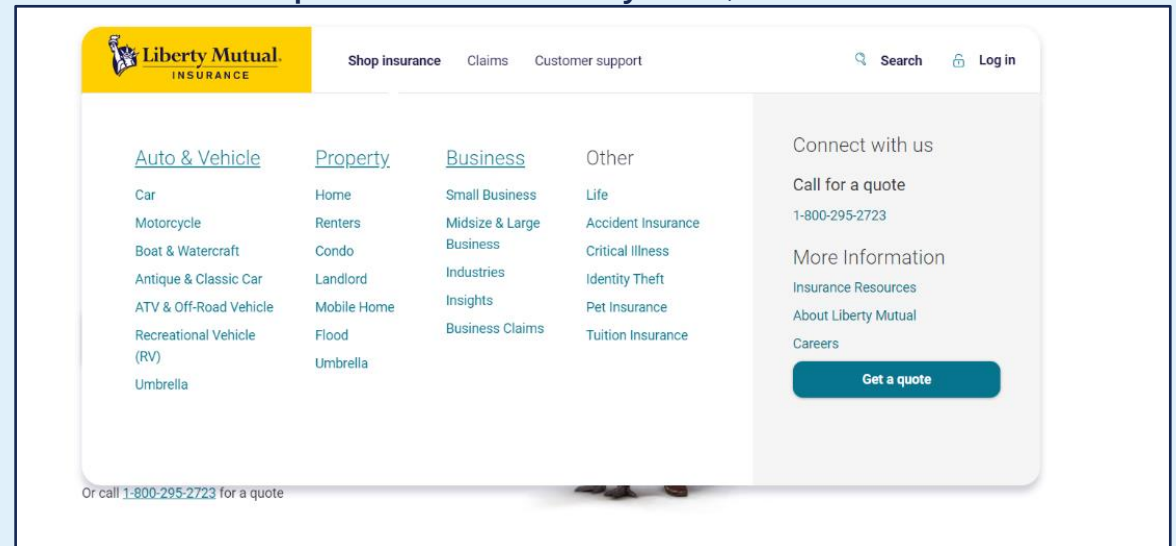 Liberty Mutual.
INSURANCE
Shop insurance
Claims
Customer support
Search
Log in
Auto & Vehicle
Car
Motorcycle
Boat & Watercraft
Antique & Classic Car
ATV & Off-Road Vehicle
Recreational Vehicle
(RV)
Umbrella
Property
Home
Renters
Condo
Landlord
Mobile Home
Flood
Umbrella
Business
Small Business
Midsize & Large
Business
Industries
Insights
Business Claims
Other
Life
Accident Insurance
Critical Illness
Identity Theft
Pet Insurance
Tuition Insurance
Connect with us
Call for a quote
1-800-295-2723
More Information
Insurance Resources
About Liberty Mutual
Careers
Get a quote
Or call 1-800-295-2723 for a quote